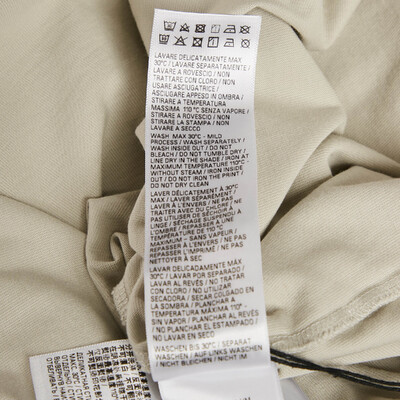 LAVARE DELICATAMENTE MAX
30°C / LAVARE SEPARATAMENTE /
LAVARE A ROVESCIO / NON
TRATTARE CON CLORO / NON
USARE ASCIUGATRICE /
ASCIUGARE APPESO IN OMBRA /
STIRARE A TEMPERATURA
MASSIMA 110°C SENZA VAPORE /
STIRARE A ROVESCIO / NON
STIRARE LA STAMPA / NON
LAVARE A SECCO
WASH MAX 30°C - MILD
PROCESS / WASH SEPARATELY /
WASH INSIDE OUT / DO NOT
BLEACH / DO NOT TUMBLE DRY /
LINE DRY IN THE SHADE / IRON AT
MAXIMUM TEMPERATURE 110°
WITHOUT STEAM / IRON INSIDE
OUT / DO NOT IRON THE PRINT /
DO NOT DRY CLEAN
LAVER DÉLICATEMENT À 30°C
MAX / LAVER SÉPARÉMENT /
LAVER À L'ENVERS / NE PAS
TRAITER AVEC DU CHLORE /
NE PAS UTILISER DE SÈCHE-
LINGE / SÉCHAGE SUSPENDU À
L'OMBRE / REPASSER À UNE
TEMPÉRATURE DE 110°C
MAXIMUM - SANS VAPEUR /
REPASSER À L'ENVERS / NE PAS
REPASSER L'IMPRIMÉ / NE PAS
NETTOYER À SEC
LAVAR DELICADAMENTE MÁX
30°C / LAVAR POR SEPARADO /
LAVAR AL REVÉS / NO TRATAR
CON CLORO / NO UTILIZAR
SECADORA / SECAR COLGADO EN
LA SOMBRA / PLANCHAR A
TEMPERATURA MÁXIMA 110° -
SIN VAPOR / PLANCHAR AL REVÉS
/ NO PLANCHAR EL ESTAMPADO /
NO LAVAR EN SECO
WASCHEN BIS 30°C / SEPARAT
WASCHEN / AUF LINKS WASCHEN
/ NICHT BLEICHEN / NICHT IM